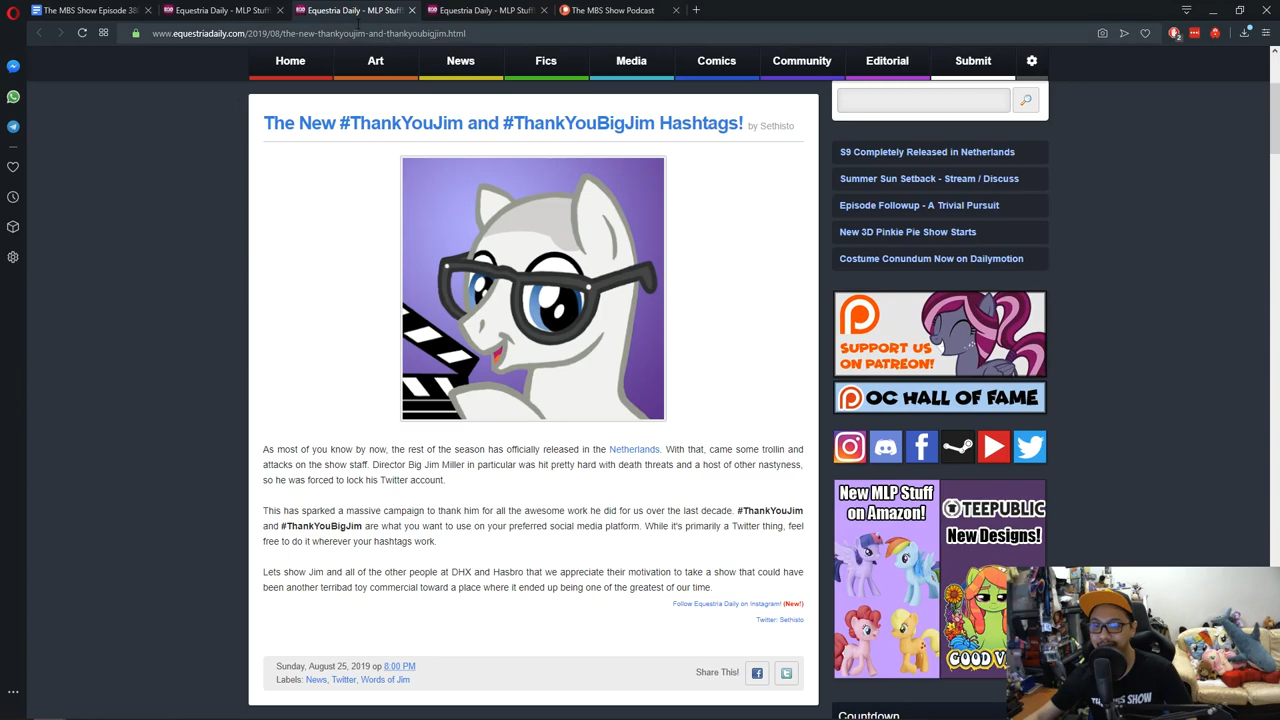 The MBS Show Episode 38
Equestria Daily - MLP Stuff
Equestria Daily - MLP Stuff
Equestria Daily - MLP Stuff
The MBS Show Podcast
www.equestriadaily.com/2019/08/the-new-thankyoujim-and-thankyoubigjim.html
2
Home
Art
News
Fics
Media
Comics
Community
Editorial
Submit
The New #ThankYouJim and #ThankYouBigJim Hashtags! by Sethisto
As most of you know by now, the rest of the season has officially released in the Netherlands. With that, came some trollin and
attacks on the show staff. Director Big Jim Miller in particular was hit pretty hard with death threats and a host of other nastyness,
so he was forced to lock his Twitter account.
This has sparked a massive campaign to thank him for all the awesome work he did for us over the last decade. #ThankYouJim
and #ThankYouBigJim are what you want to use on your preferred social media platform. While it's primarily a Twitter thing, feel
free to do it wherever your hashtags work.
Lets show Jim and all of the other people at DHX and Hasbro that we appreciate their motivation to take a show that could have
been another terribad toy commercial toward a place where it ended up being one of the greatest of our time.
Follow Equestria Daily on Instagram! (New!)
Twitter: Sethisto
Sunday, August 25, 2019 op 8:00 PM
Labels: News, Twitter, Words of Jim
Share This!
S9 Completely Released in Netherlands
Summer Sun Setback - Stream / Discuss
Episode Followup - A Trivial Pursuit
New 3D Pinkie Pie Show Starts
Costume Conundrum Now on Dailymotion
SUPPORT US
ON PATREON!
OC HALL OF FAME
New MLP Stuff
on Amazon!
TEEPUBLIC
New Designs!
GOOD V
THE MBS SHOW
Countdown